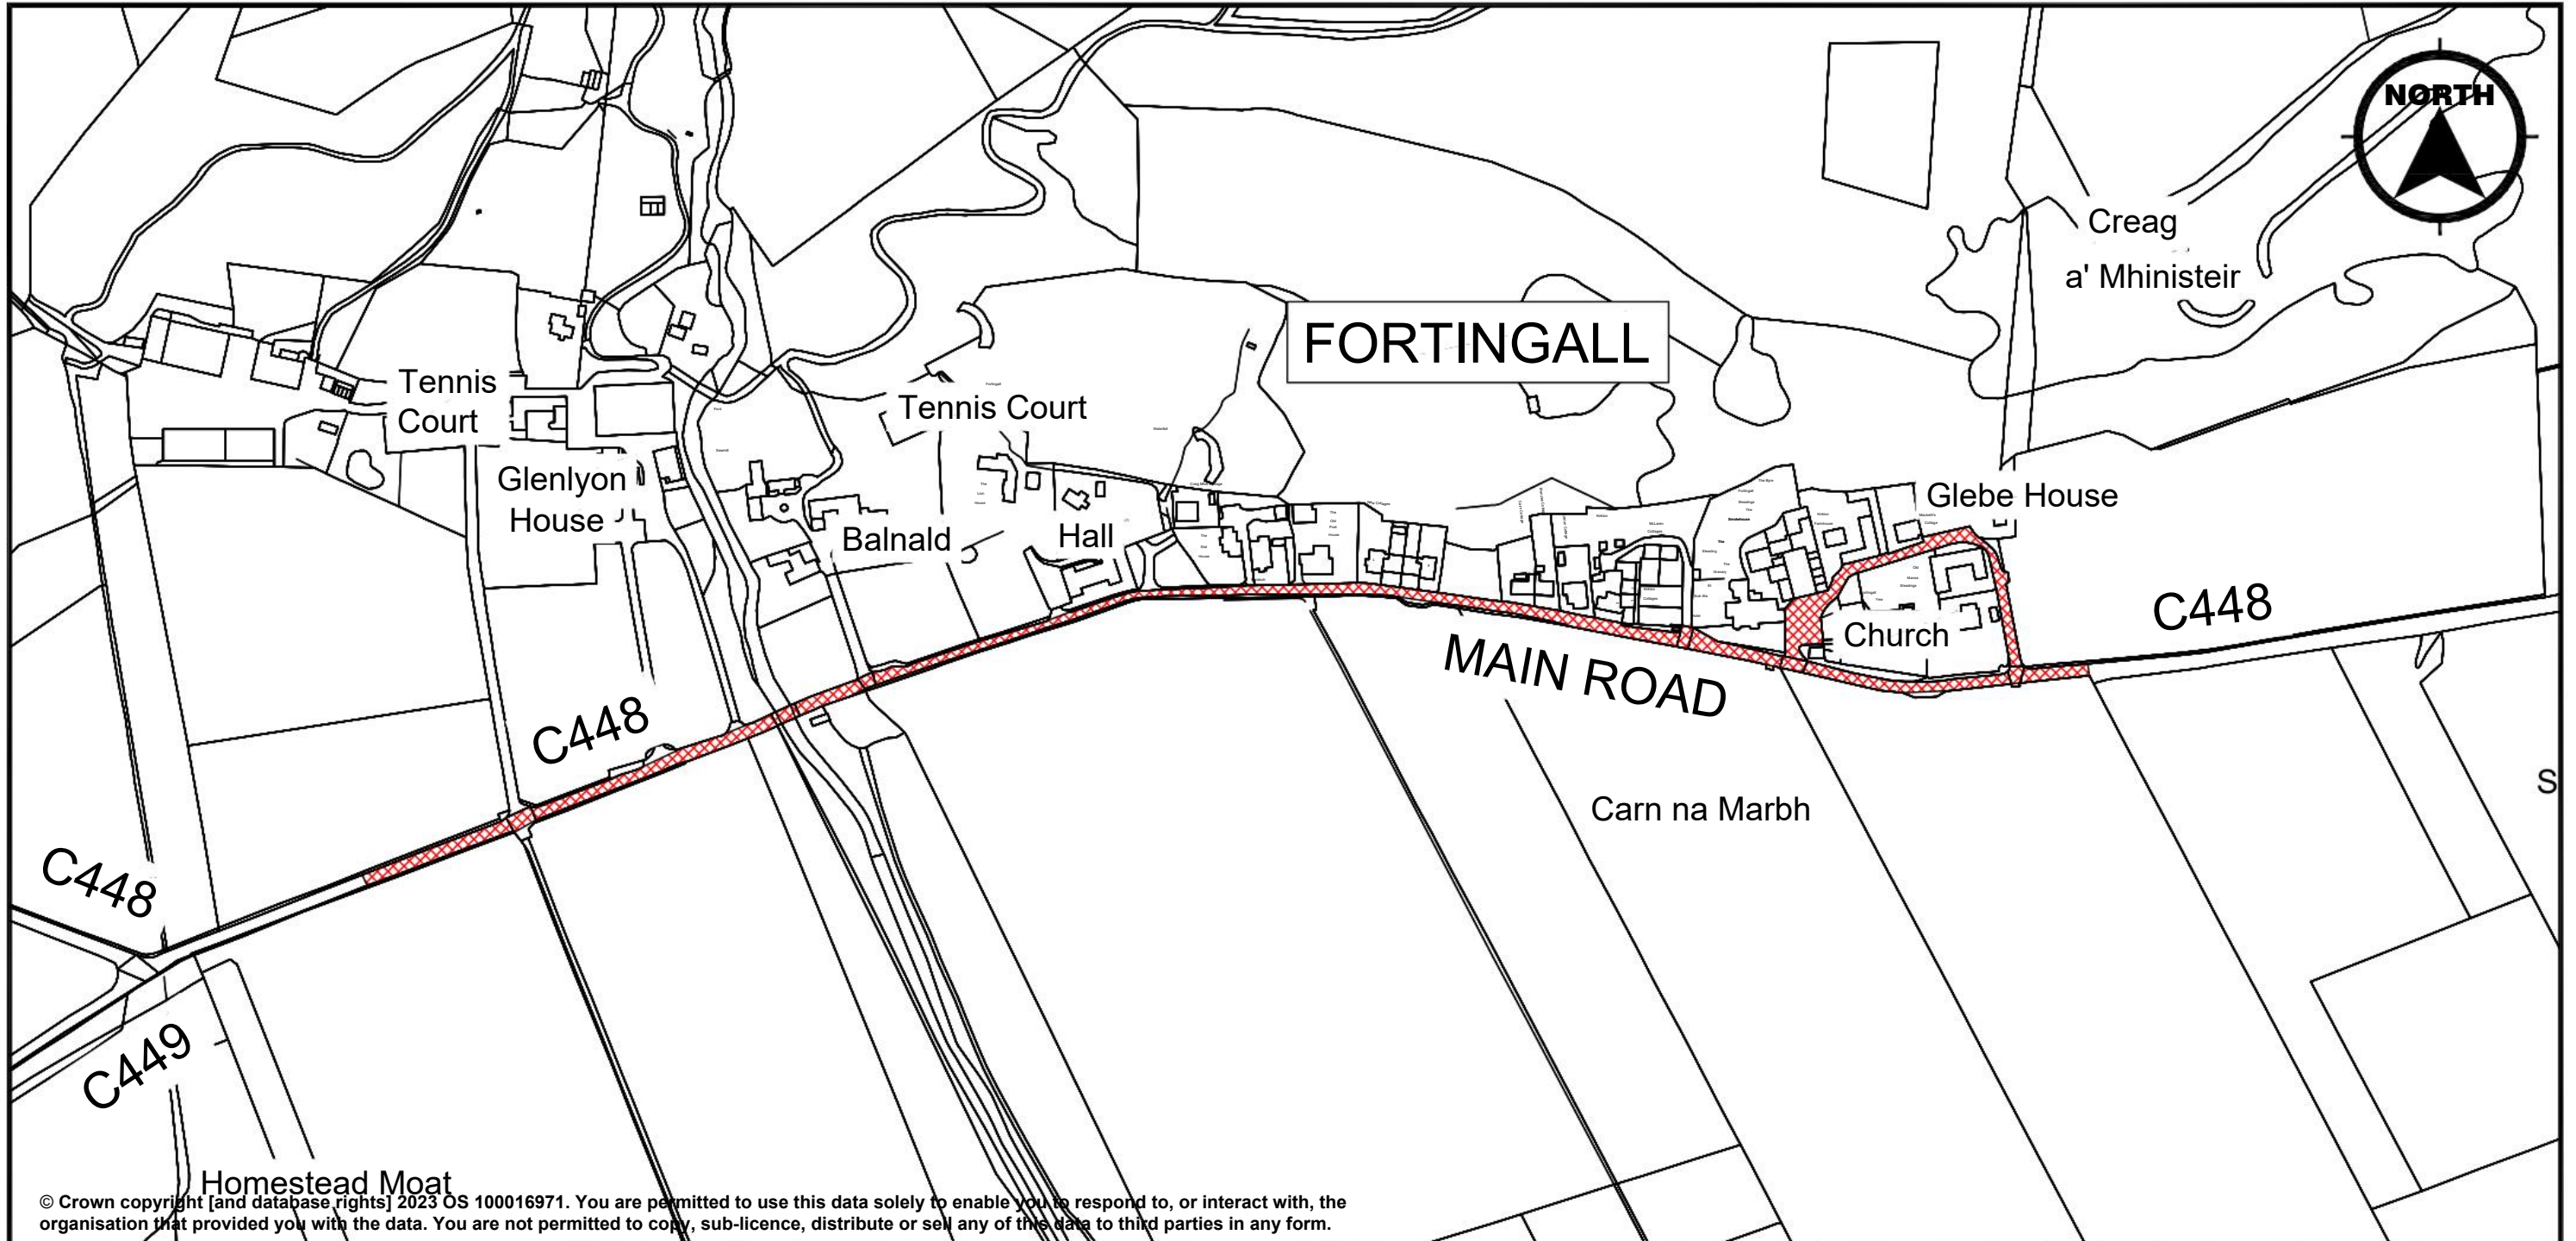 NORTH
Creag
a' Mhinisteir
FORTINGALL
Tennis
Court
Tennis Court
Glenlyon
House
Balnald
Hall
Glebe House
Church
C448
MAIN ROAD
C448
Carn na Marbh
S
C448
C449
Homestead Moat
© Crown copyright [and database rights] 2023 OS 100016971. You are permitted to use this data solely to enable you to respond to, or interact with, the
organisation that provided you with the data. You are not permitted to copy, sub-licence, distribute or sell any of this data to third parties in any form.